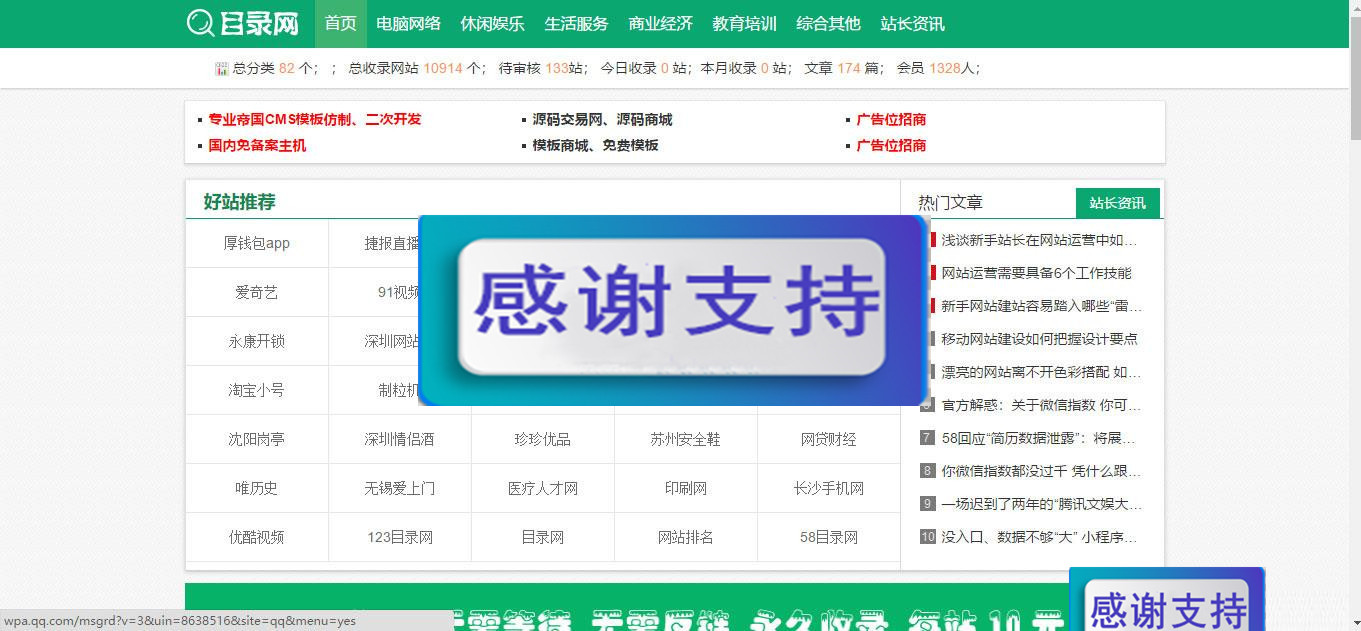 目录网 首页 电脑网络 休闲娱乐 生活服务 商业经济 教育培训 综合其他 站长资讯
总分类 82 个； ； 总收录网站 10914 个； 待审核 133站； 今日收录 0 站；本月收录 0 站； 文章 174 篇； 会员 1328人；
专业帝国CMS模板仿制、二次开发 源码交易网、源码商城 广告位招商
国内免备案主机 模板商城、免费模板 广告位招商
好站推荐
厚钱包app 捷报直播
爱奇艺 91视频
永康开锁 深圳网站
淘宝小号 制粒机
沈阳岗亭 深圳情侣酒 珍珍优品 苏州安全鞋 网贷财经
唯历史 无锡爱上门 医疗人才网 印刷网 长沙手机网
优酷视频 123目录网 目录网 网站排名 58目录网
感谢支持
热门文章 站长资讯
浅谈新手站长在网站运营中如…
网站运营需要具备6个工作技能
新手网站建站容易踏入哪些“雷…
移动网站建设如何把握设计要点
漂亮的网站离不开色彩搭配 如…
官方解惑：关于微信指数 你可…
7 58回应“简历数据泄露”：将展…
8 你微信指数都没过千 凭什么跟…
9 一场迟到了两年的“腾讯文娱大…
10 没入口、数据不够“大” 小程序…
无需等待 无需回链 永久收录 每站 10 元
感谢支持
wpa.qq.com/msgrd?v=3&uin=8638516&site=qq&menu=yes